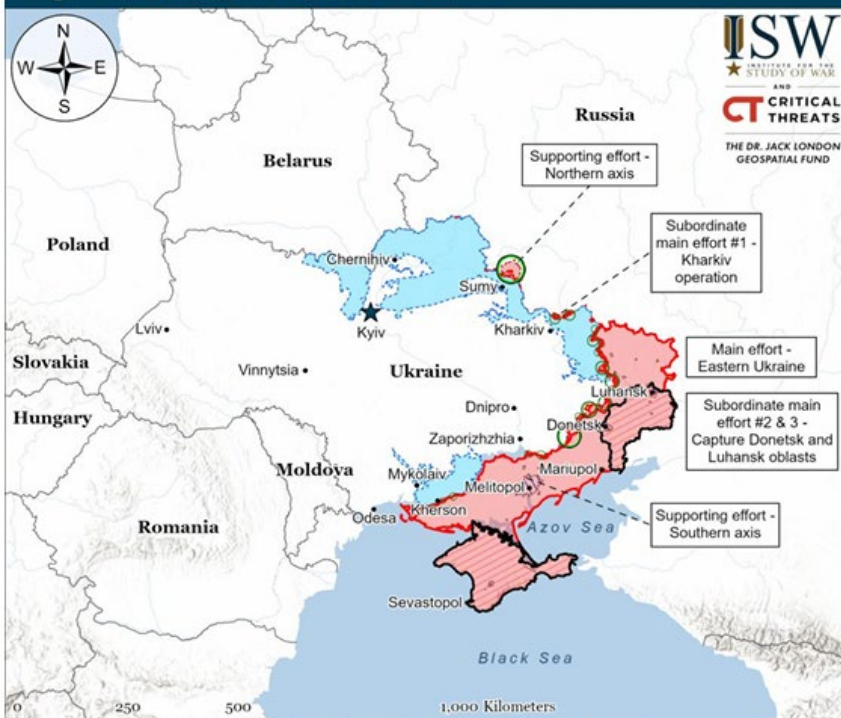 N
W E
S
ISW
INSTITUTE FOR THE
STUDY OF WAR
AND
CT CRITICAL
THREATS
THE DR. JACK LONDON
GEOSPATIAL FUND
Russia
Supporting effort -
Northern axis
Belarus
Subordinate
main effort #1 -
Kharkiv
operation
Poland
Chernihiv
Sumy
Kyiv
Kharkiv
Lviv
Main effort -
Eastern Ukraine
Slovakia
Vinnytsia
Ukraine
Luhansk
Hungary
Dnipro
Donetsk
Subordinate main
effort #2 & 3 -
Capture Donetsk and
Luhansk oblasts
Zaporizhzhia
Moldova
Mykolaiv
Mariupol
Melitopol
Kherson
Odesa
Romania
Azov Sea
Supporting effort -
Southern axis
Sevastopol
Black Sea
0 250 500 1,000 Kilometers